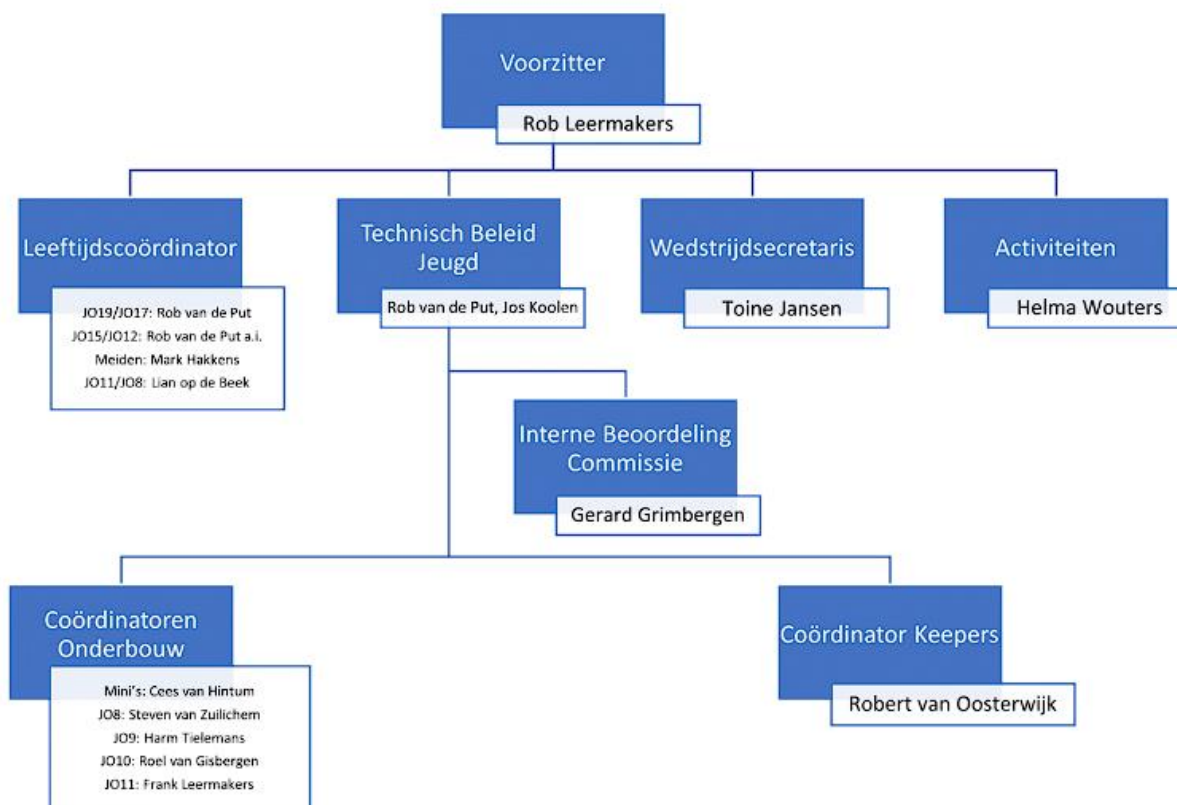 Voorzitter
Rob Leermakers
Leeftijdscoördinator
JO19/JO17: Rob van de Put
JO15/JO12: Rob van de Put a.i.
Meiden: Mark Hakkens
JO11/JO8: Lian op de Beek
Technisch Beleid
Jeugd
Rob van de Put, Jos Koolen
Wedstrijdsecretaris
Toine Jansen
Activiteiten
Helma Wouters
Interne Beoordeling
Commissie
Gerard Grimbergen
Coördinatoren
Onderbouw
Mini's: Cees van Hintum
JO8: Steven van Zuilichem
JO9: Harm Tielemans
JO10: Roel van Gisbergen
JO11: Frank Leermakers
Coördinator Keepers
Robert van Oosterwijk